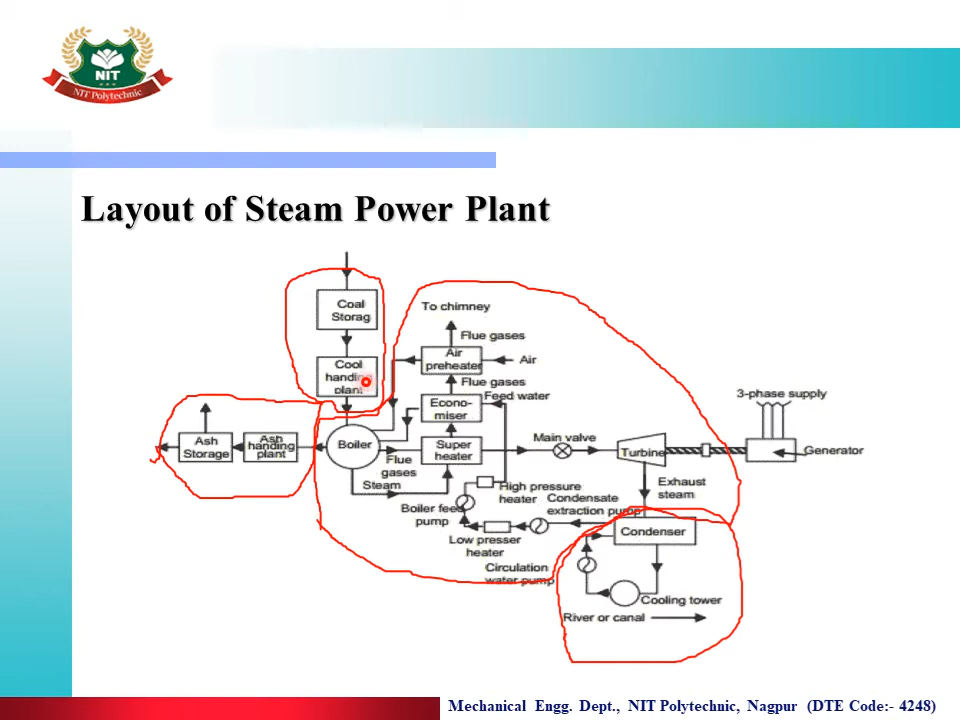 NIT
NIT Polytechnic
Layout of Steam Power Plant
Coal
Storag
Cool
handing
plant
To chimney
Flue gases
Air
preheater
Air
Flue gases
Feed water
Econo-
miser
Super
heater
Boiler
Flue
gases
Steam
Ash
handing
plant
Ash
Storage
Main valve
Turbine
3-phase supply
Generator
Exhaust
steam
High pressure
heater
Condensate
extraction pump
Boiler feed
pump
Low presser
heater
Condenser
Circulation
water pump
Cooling tower
River or canal
Mechanical Engg. Dept., NIT Polytechnic, Nagpur (DTE Code:- 4248)